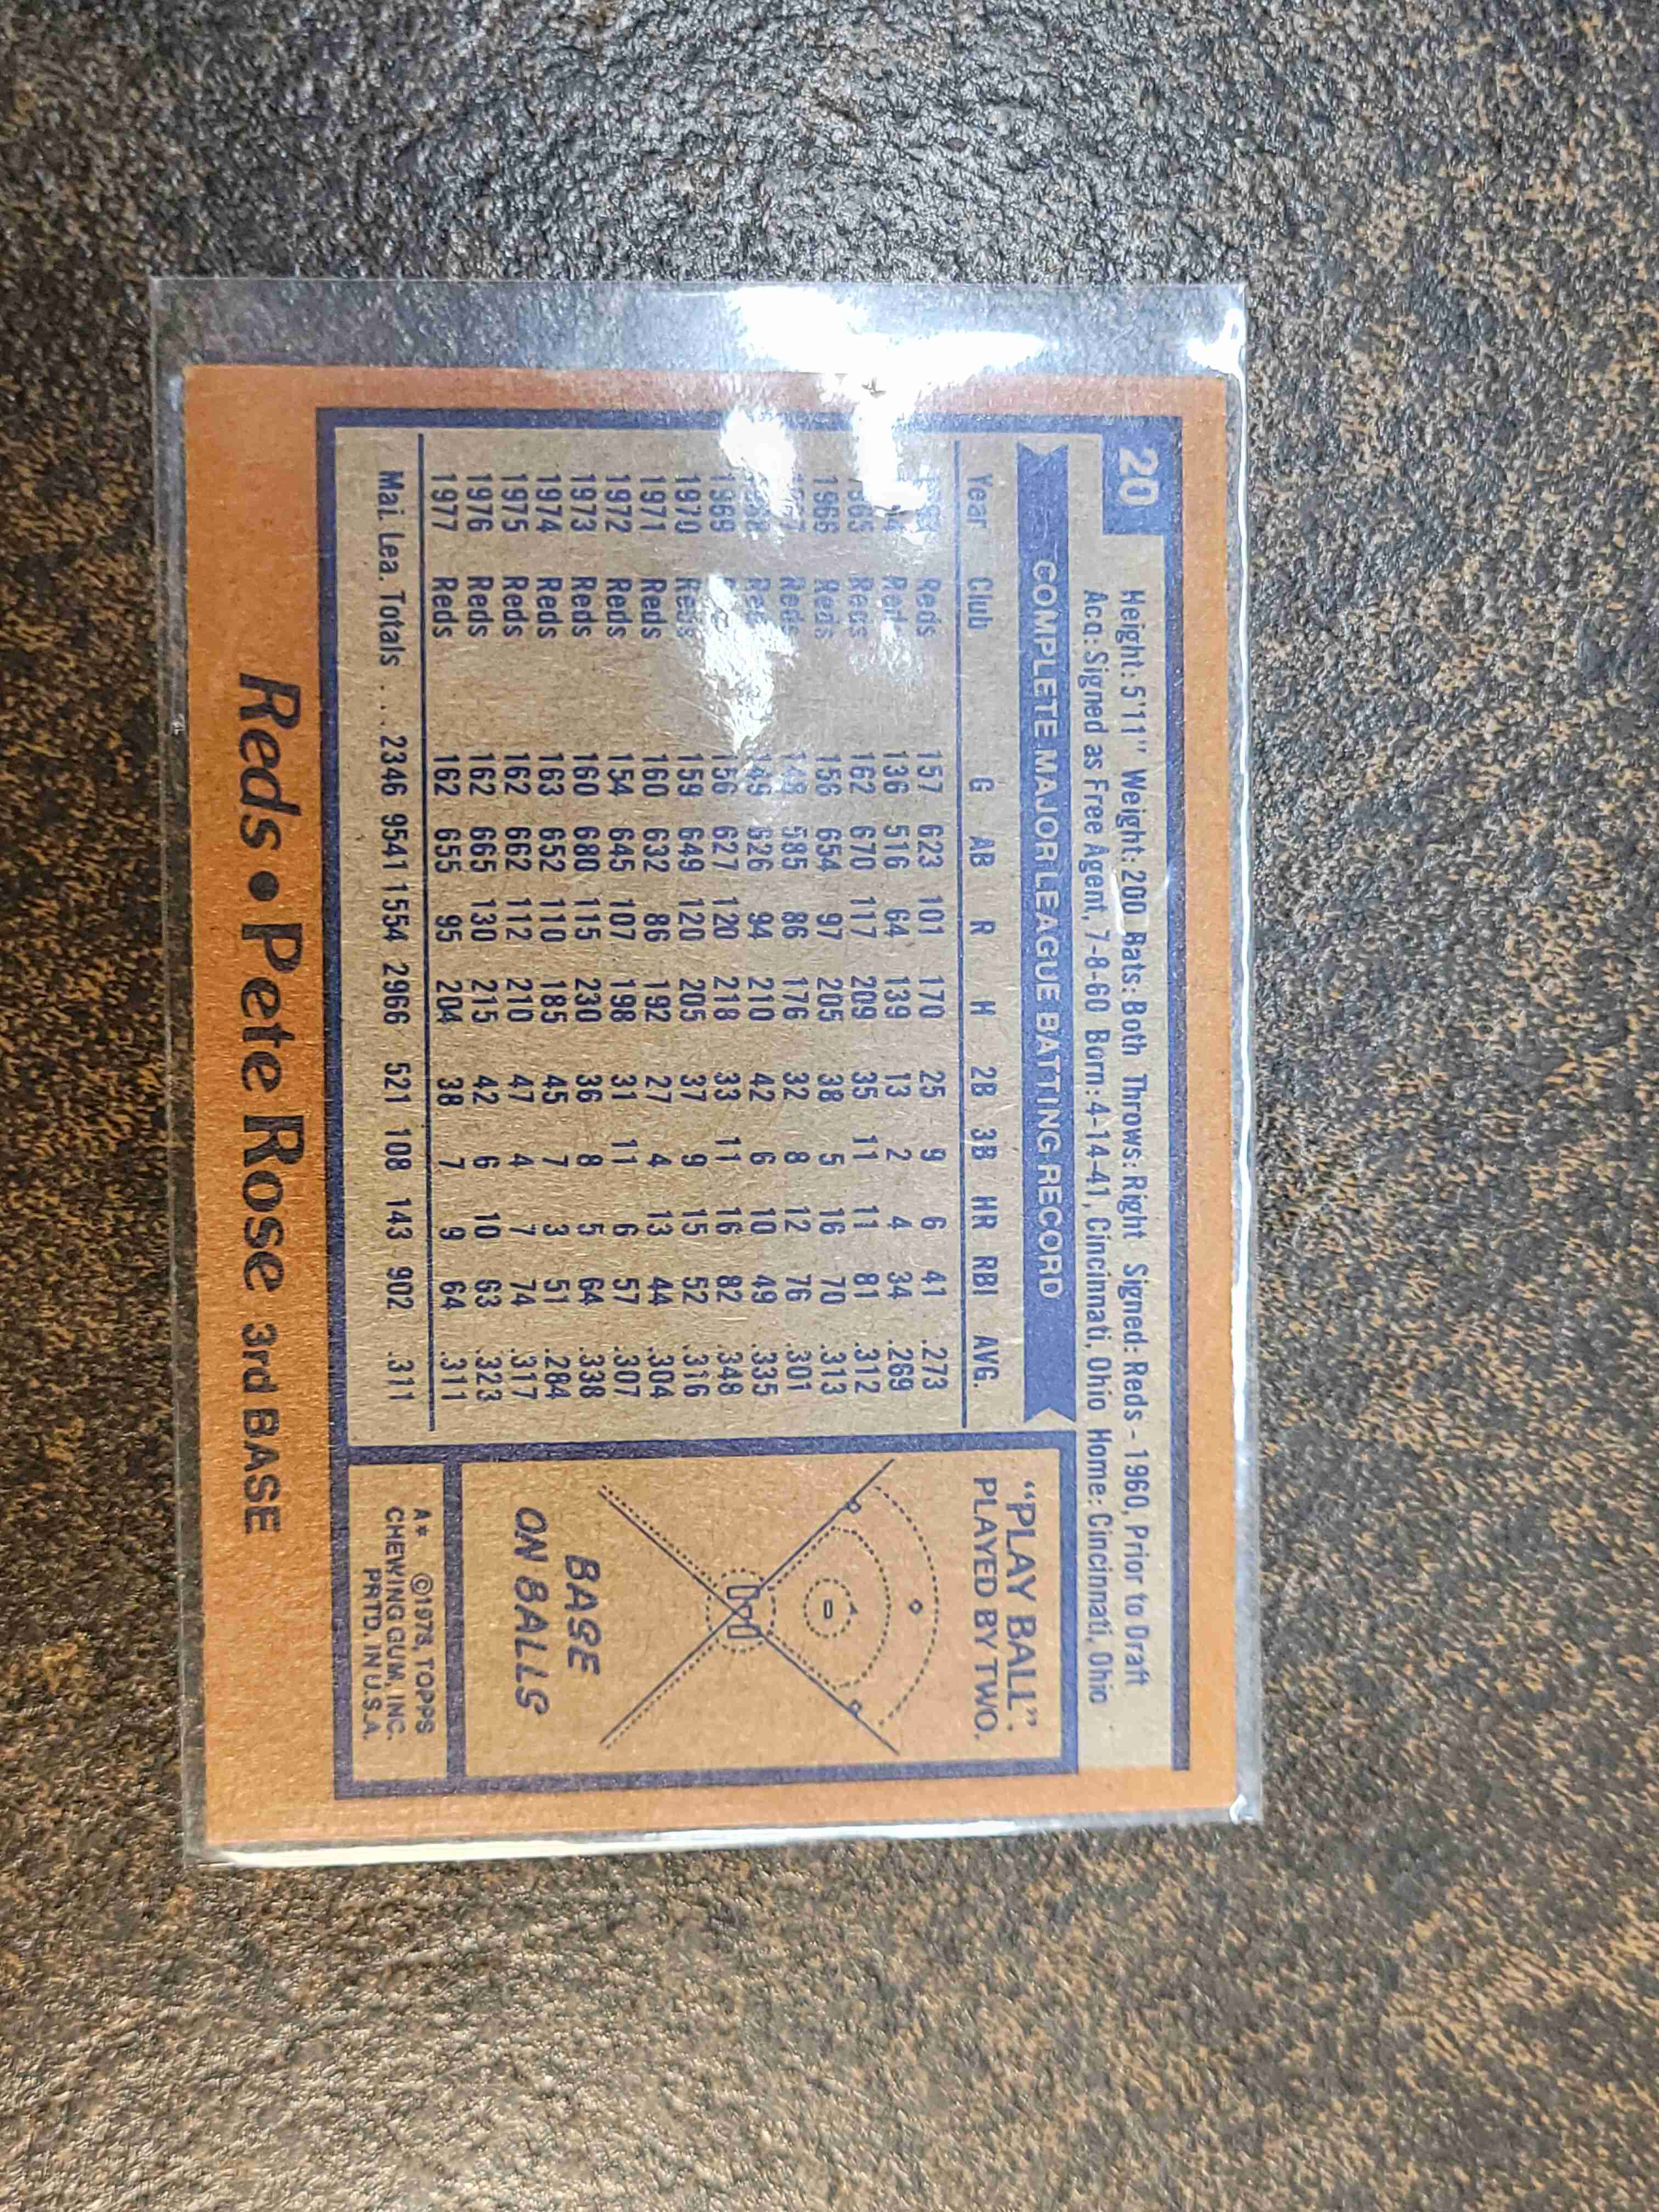 20
Height: 5'11" Weight: 200 Bats: Both Throws: Right Signed: Reds - 1960, Prior to Draft
Acq: Signed as Free Agent, 7-8-60 Born: 4-14-41, Cincinnati, Ohio Home: Cincinnati, Ohio
COMPLETE MAJOR LEAGUE BATTING RECORD
Year Club G AB R H 2B 3B HR RBI AVG.
Reds 157 623 101 170 25 9 6 41 .273
Reds 136 516 64 139 13 2 4 34 .269
1965 Reds 162 670 117 209 35 11 11 81 .312
1966 Reds 156 654 97 205 38 5 16 70 .313
Reds 148 585 86 176 32 8 12 76 .301
Reds 149 626 94 210 42 6 10 49 .335
1969 156 627 120 218 33 11 16 82 .348
1970 Reds 159 649 120 205 37 9 15 52 .316
1971 Reds 160 632 86 192 27 4 13 44 .304
1972 Reds 154 645 107 198 31 11 6 57 .307
1973 Reds 160 680 115 230 36 8 5 64 .338
1974 Reds 163 652 110 185 45 7 3 51 .284
1975 Reds 162 662 112 210 47 4 7 74 .317
1976 Reds 162 665 130 215 42 6 10 63 .323
1977 Reds 162 655 95 204 38 7 9 64 .311
Maj. Lea. Totals . . . 2346 9541 1554 2966 521 108 143 902 .311
"PLAY BALL".
PLAYED BY TWO.
BASE
ON BALLS
A* ©1978, TOPPS
CHEWING GUM, INC.
PRTD. IN U.S.A.
Reds • Pete Rose 3rd BASE